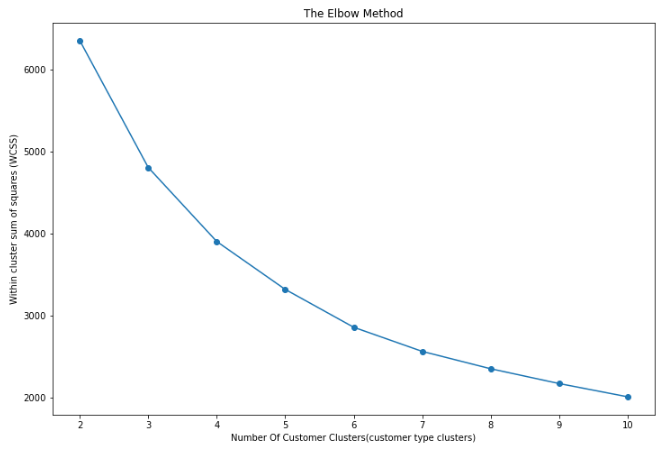 The Elbow Method
6000
5000
4000
3000
2000
Within cluster sum of squares (WCSS)
2 3 4 5 6 7 8 9 10
Number Of Customer Clusters(customer type clusters)